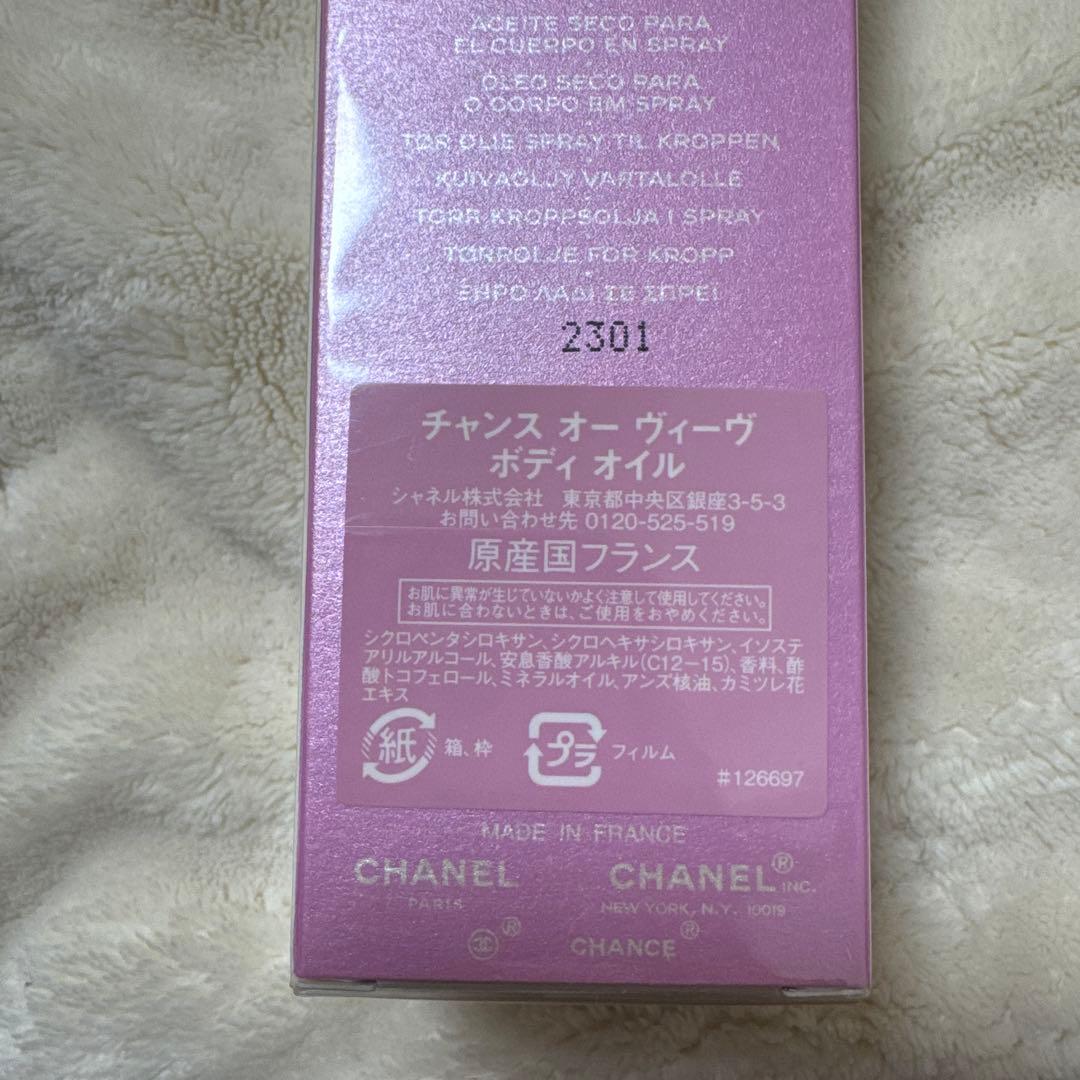 ACEITE SECO PARA
EL CUERPO EN SPRAY
ÓLEO SECO PARA
O CORPO EM SPRAY
TØR OLIE SPRAY TIL KROPPEN
KUIVAÖLJY VARTALOLLE
TORR KROPPSOLJA I SPRAY
TØRROLJE FOR KROPP
ΞΗΡΟ ΛΑΔΙ ΣΕ ΣΠΡΕΪ
2301
チャンス オー ヴィーヴ
ボディ オイル
シャネル株式会社 東京都中央区銀座3-5-3
お問い合わせ先 0120-525-519
原産国フランス
お肌に異常が生じていないかよく注意して使用してください。
お肌に合わないときは、ご使用をおやめください。
シクロペンタシロキサン、シクロヘキサシロキサン、イソステ
アリルアルコール、安息香酸アルキル(C12-15)、香料、酢
酸トコフェロール、ミネラルオイル、アンズ核油、カミツレ花
エキス
紙 箱、枠 プラ フィルム
#126697
MADE IN FRANCE
CHANEL CHANEL® INC.
PARIS NEW YORK, N.Y. 10019
® CHANCE®